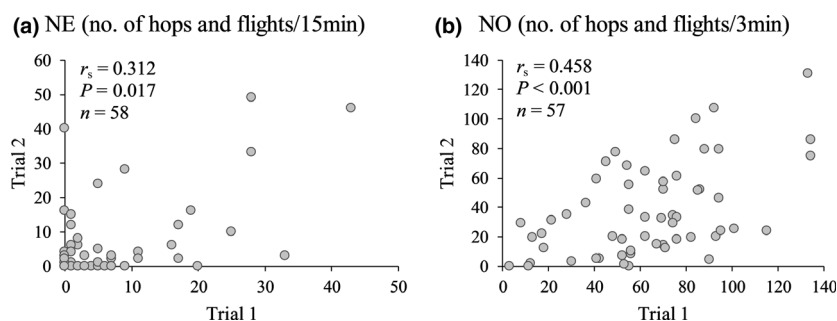 (a) NE (no. of hops and flights/15min)
60
50
40
30
20
10
0
Trial 2
rs = 0.312
P = 0.017
n = 58
0 10 20 30 40 50
Trial 1
(b) NO (no. of hops and flights/3min)
140
120
100
80
60
40
20
0
Trial 2
rs = 0.458
P < 0.001
n = 57
0 20 40 60 80 100 120 140
Trial 1